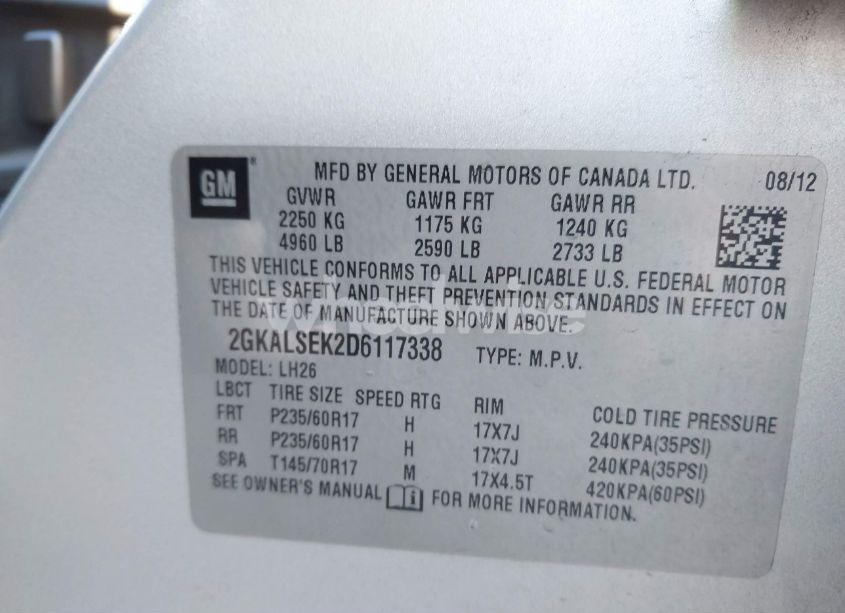 GM® MFD BY GENERAL MOTORS OF CANADA LTD. 08/12
GVWR GAWR FRT GAWR RR
2250 KG 1175 KG 1240 KG
4960 LB 2590 LB 2733 LB
THIS VEHICLE CONFORMS TO ALL APPLICABLE U.S. FEDERAL MOTOR
VEHICLE SAFETY AND THEFT PREVENTION STANDARDS IN EFFECT ON
THE DATE OF MANUFACTURE SHOWN ABOVE.
2GKALSEK2D6117338 TYPE: M.P.V.
MODEL: LH26
LBCT TIRE SIZE SPEED RTG RIM COLD TIRE PRESSURE
FRT P235/60R17 H 17X7J 240KPA(35PSI)
RR P235/60R17 H 17X7J 240KPA(35PSI)
SPA T145/70R17 M 17X4.5T 420KPA(60PSI)
SEE OWNER'S MANUAL FOR MORE INFORMATION.